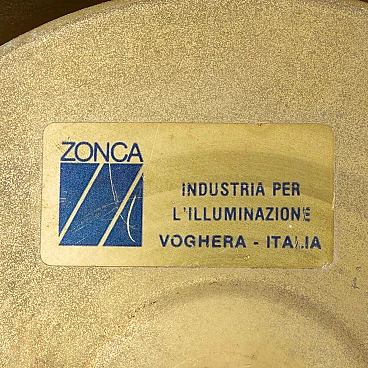 ZONCA
INDUSTRIA PER
L'ILLUMINAZIONE
VOGHERA - ITALIA